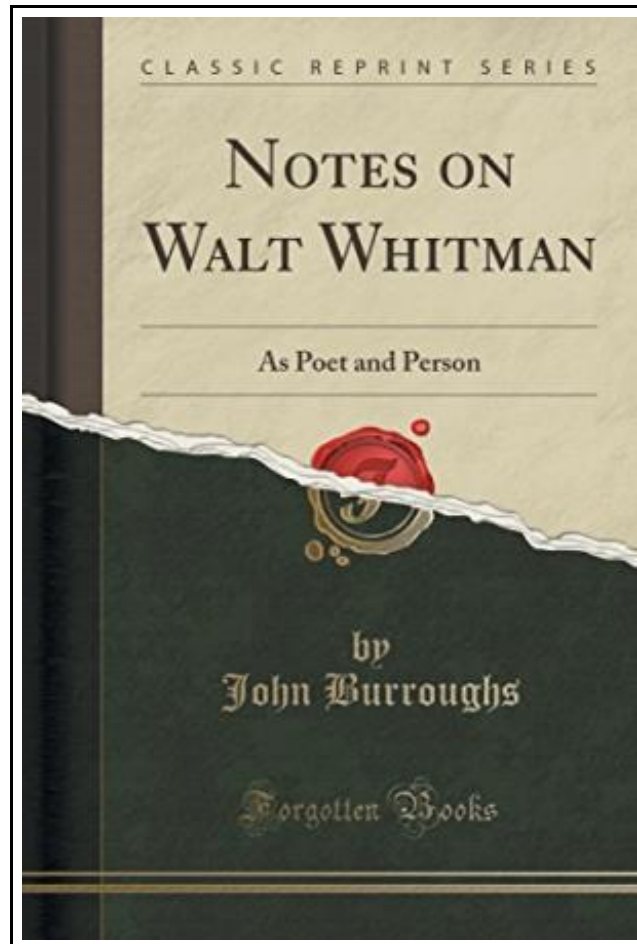 CLASSIC REPRINT SERIES
NOTES ON
WALT WHITMAN
As Poet and Person
by
John Burroughs
Forgotten Books